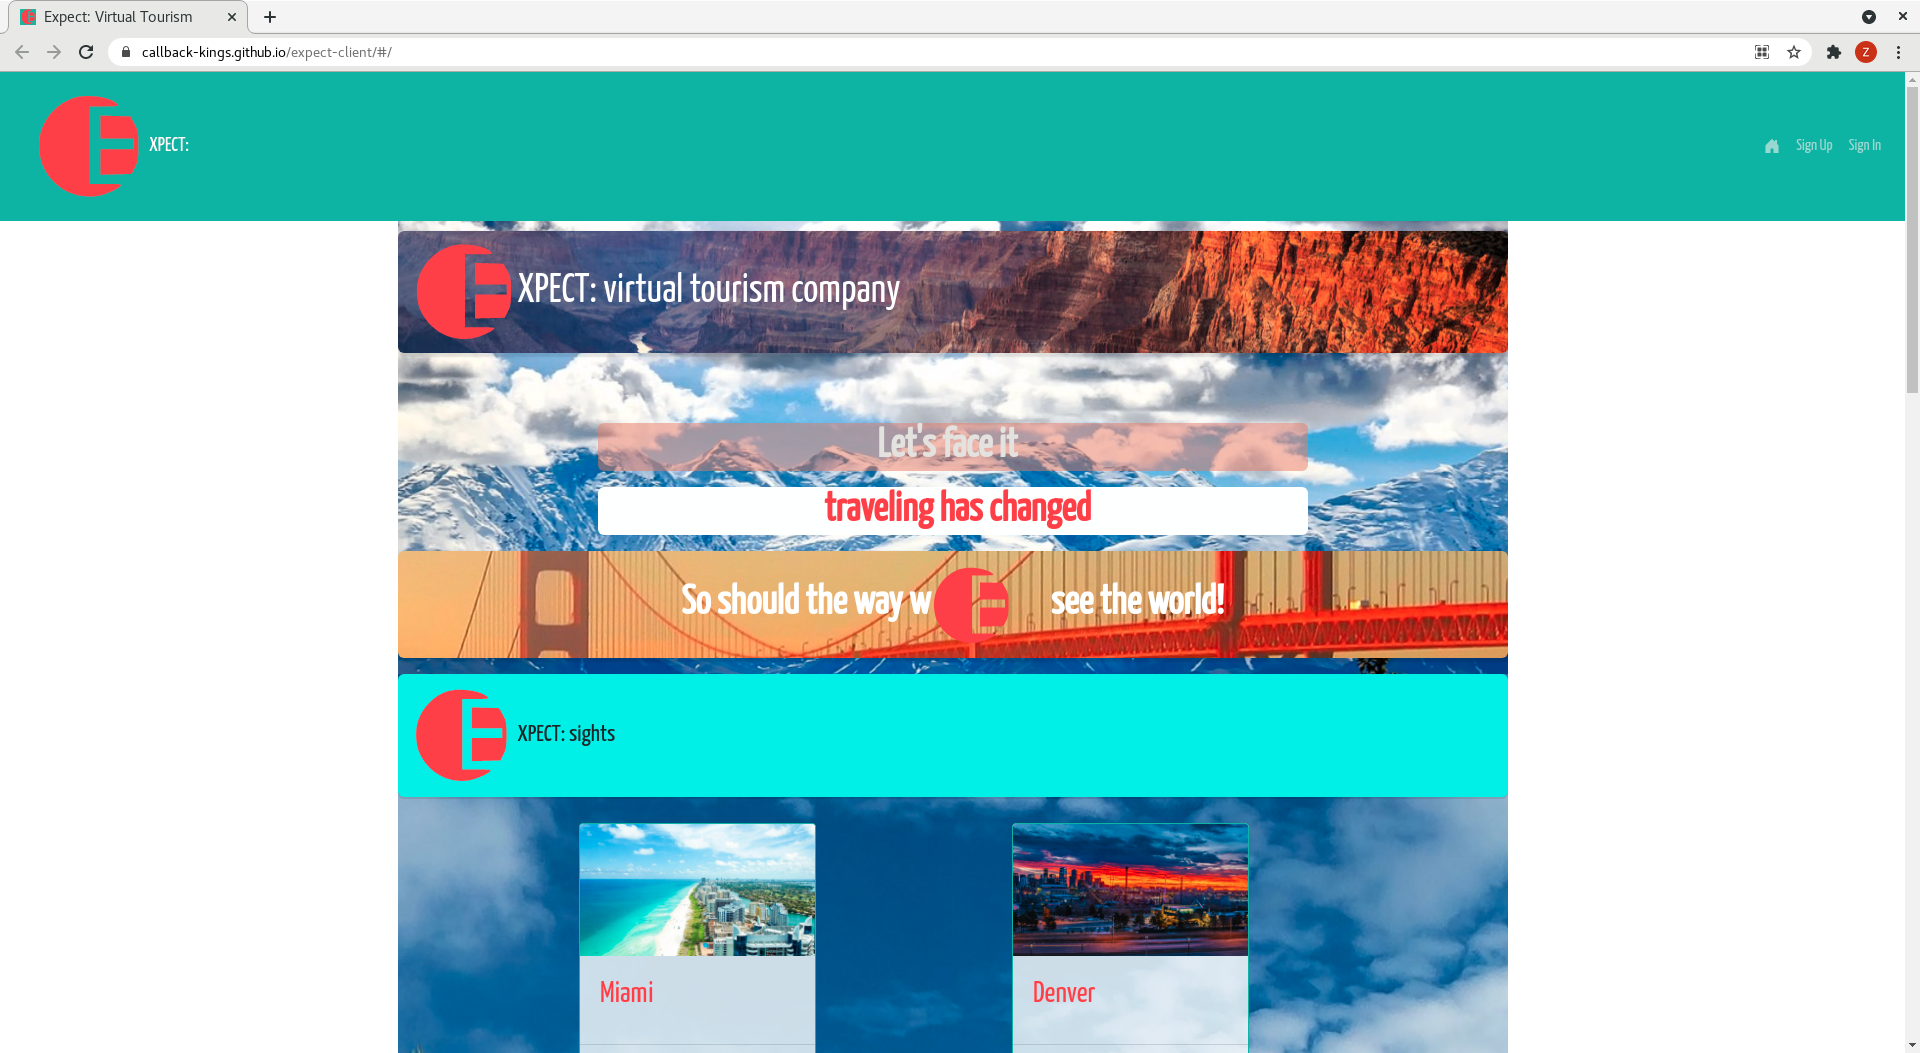 Expect: Virtual Tourism
callback-kings.github.io/expect-client/#/
Z
E XPECT:
Sign Up Sign In
E XPECT: virtual tourism company
Let's face it
traveling has changed
So should the way wE see the world!
E XPECT: sights
Miami Denver